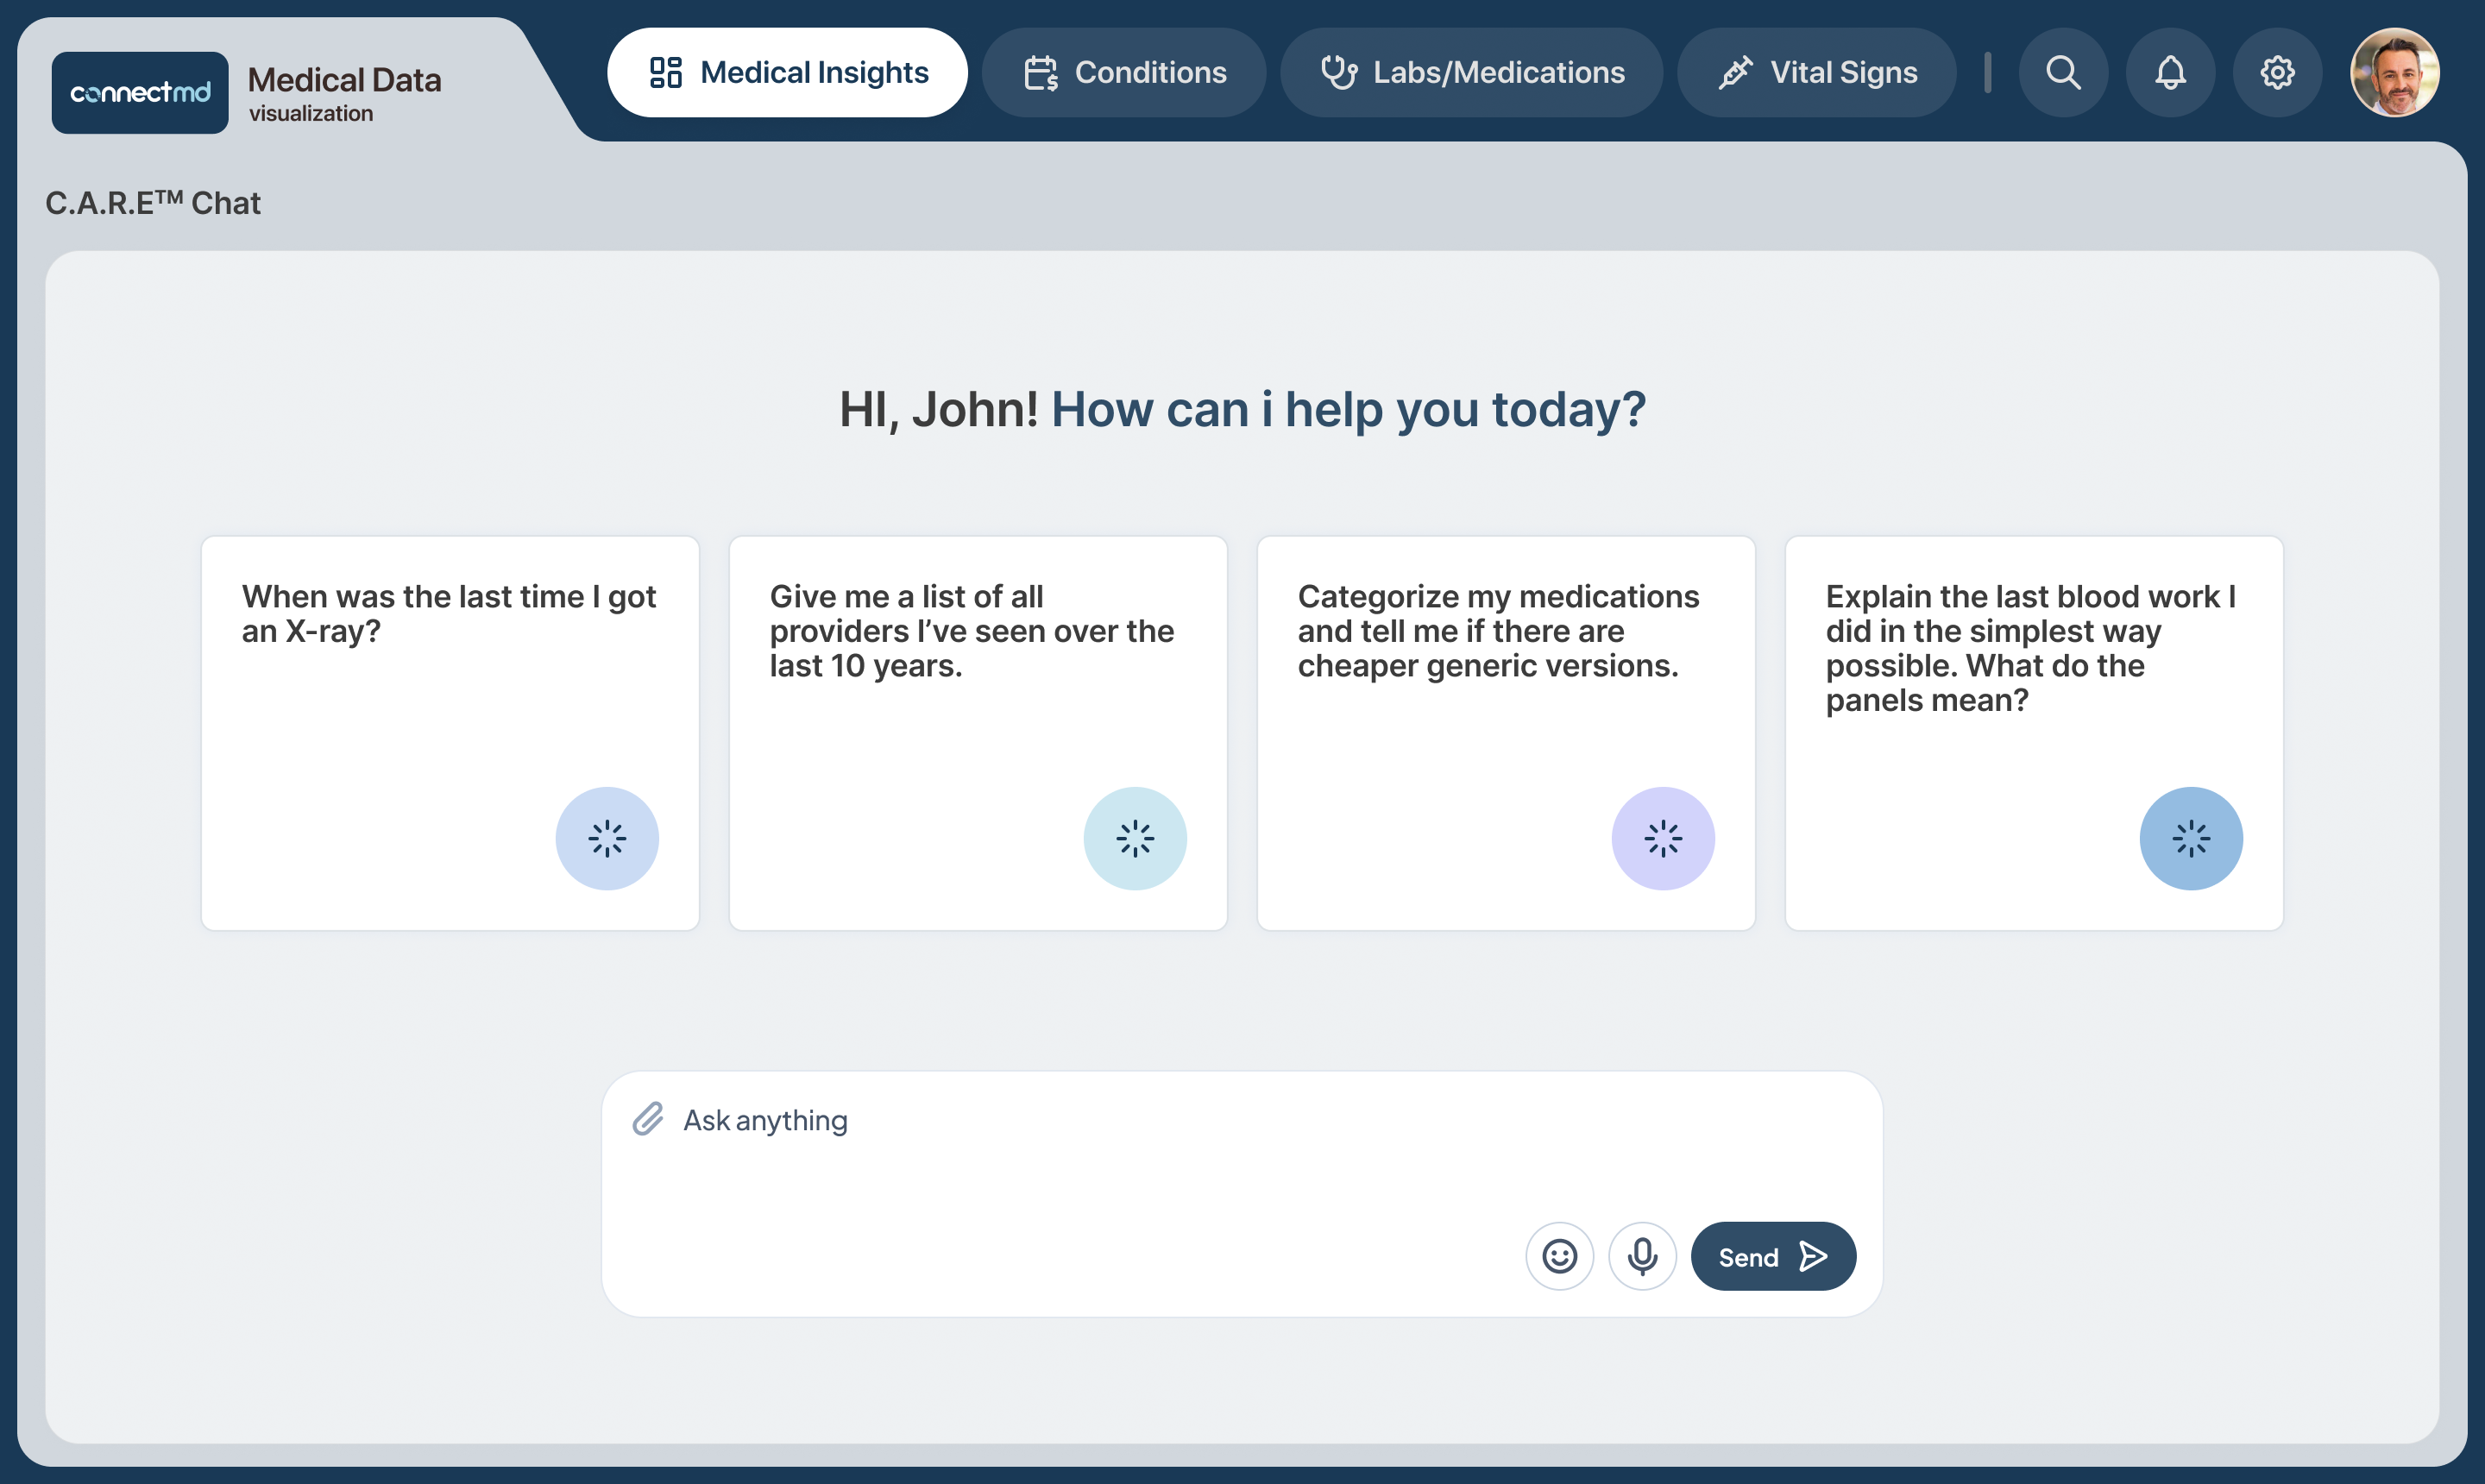 connectmd
Medical Data
visualization
Medical Insights
Conditions
Labs/Medications
Vital Signs
C.A.R.E™ Chat
HI, John! How can i help you today?
When was the last time I got
an X-ray?
Give me a list of all
providers I’ve seen over the
last 10 years.
Categorize my medications
and tell me if there are
cheaper generic versions.
Explain the last blood work I
did in the simplest way
possible. What do the
panels mean?
Ask anything
Send